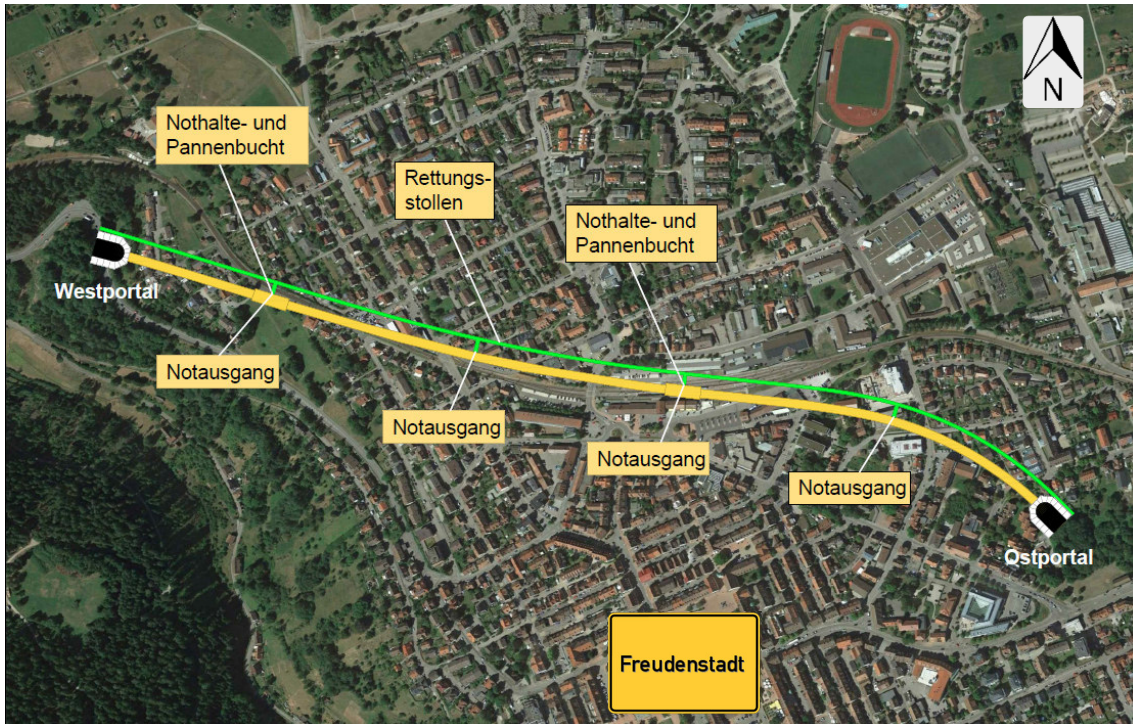 N
Nothalte- und
Pannenbucht
Rettungs-
stollen
Nothalte- und
Pannenbucht
Westportal
Notausgang
Notausgang
Notausgang
Notausgang
Ostportal
Freudenstadt